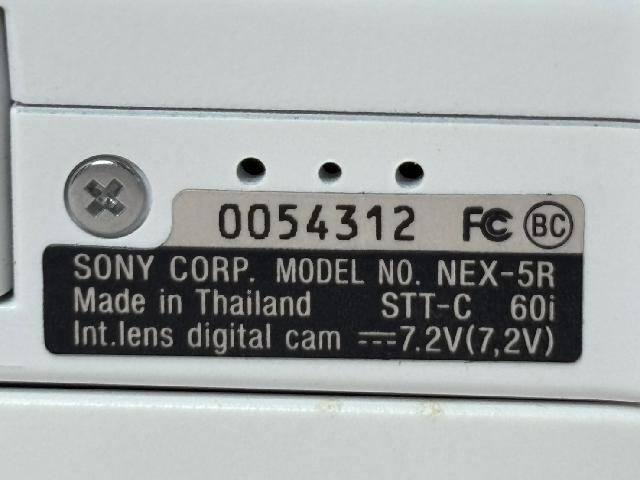 0054312 FC BC
SONY CORP. MODEL NO. NEX-5R
Made in Thailand STT-C 60i
Int.lens digital cam ⎓7.2V(7,2V)